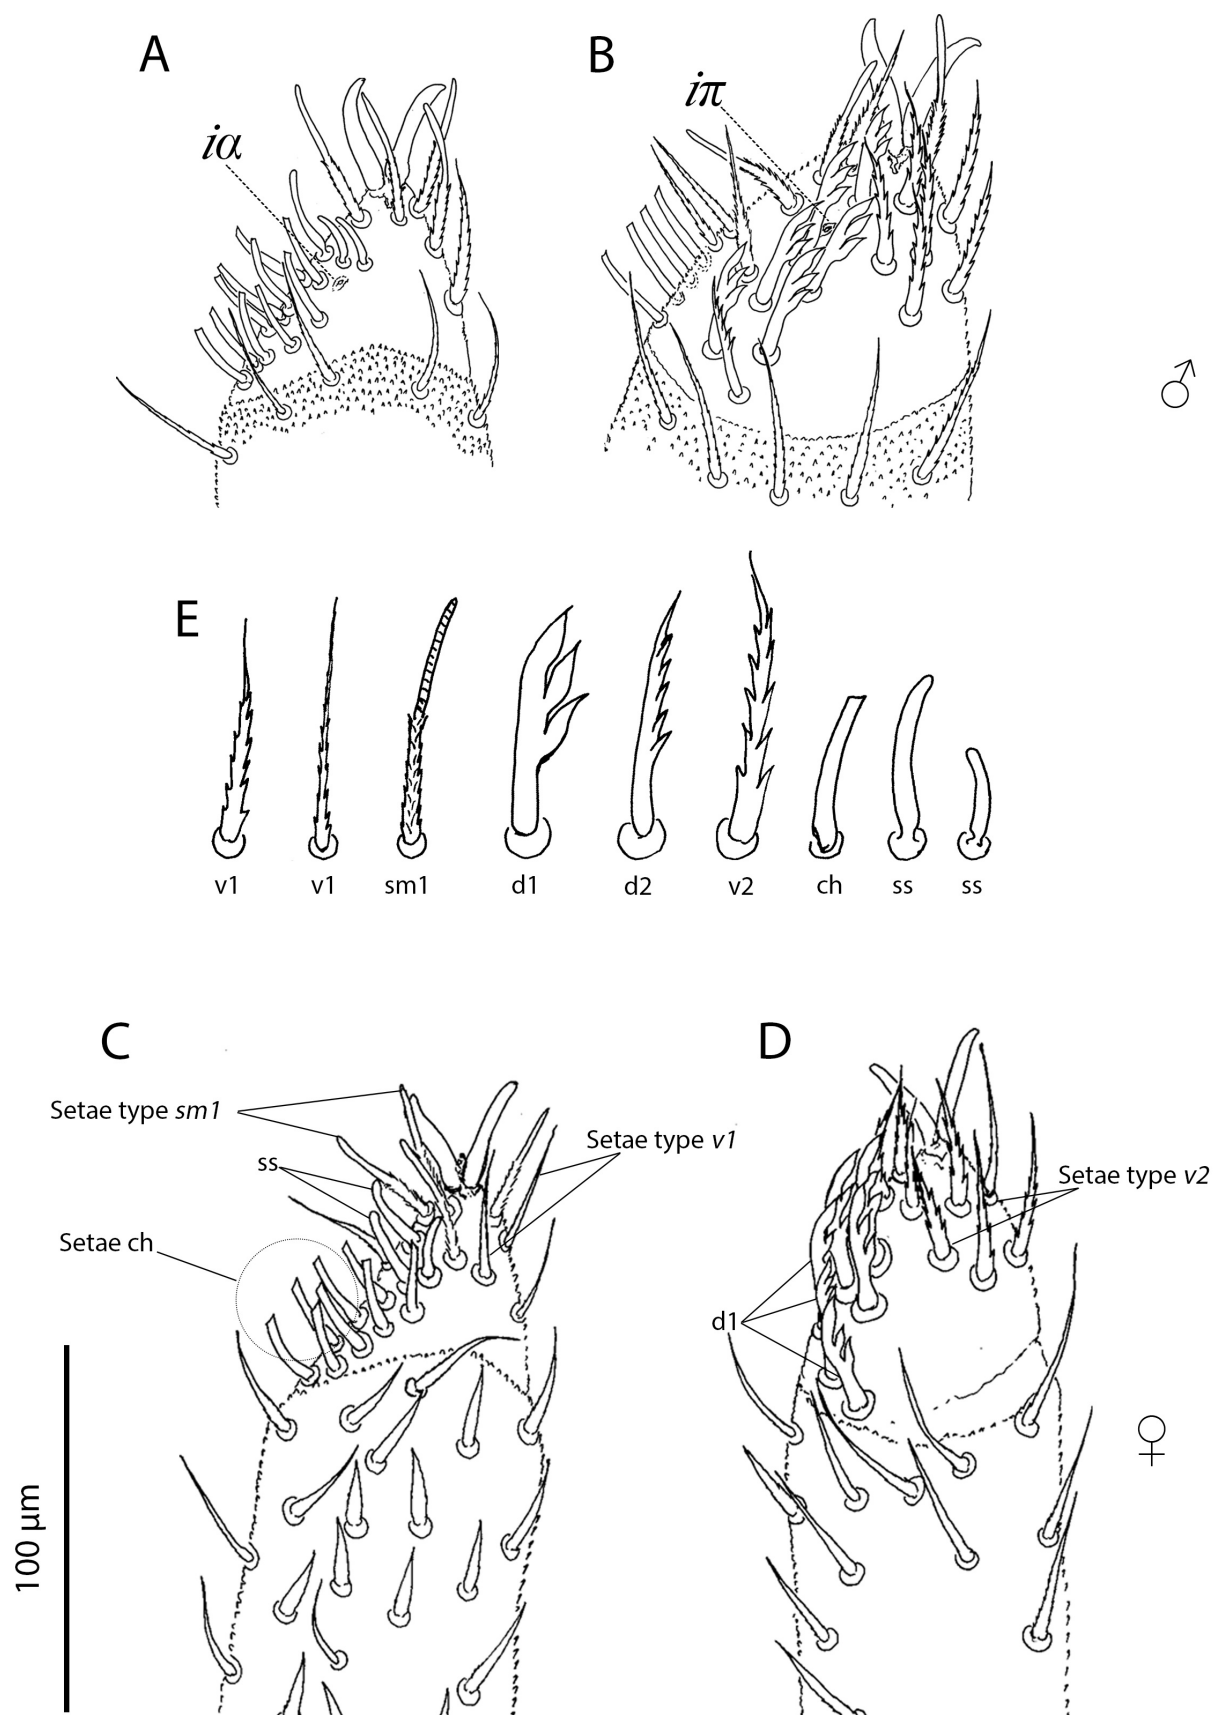 A
B
iα
iπ
♂
E
v1 v1 sm1 d1 d2 v2 ch ss ss
C
D
Setae type sm1
Setae type v1
ss
Setae type v2
Setae ch
d1
♀
100 µm